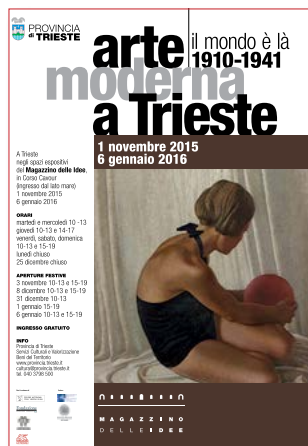 PROVINCIA
di TRIESTE
arte
moderna
a Trieste
il mondo è là
1910-1941
1 novembre 2015
6 gennaio 2016
A Trieste
negli spazi espositivi
del Magazzino delle Idee,
in Corso Cavour
(ingresso dal lato mare)
1 novembre 2015
6 gennaio 2016
ORARI
martedì e mercoledì 10 -13
giovedì 10-13 e 14-17
venerdì, sabato, domenica
10-13 e 15-19
lunedì chiuso
25 dicembre chiuso
APERTURE FESTIVE
3 novembre 10-13 e 15-19
8 dicembre 10-13 e 15-19
31 dicembre 10-13
1 gennaio 15-19
6 gennaio 10-13 e 15-19
INGRESSO GRATUITO
INFO
Provincia di Trieste
Servizi Culturali e Valorizzazione
Beni del Territorio
www.provincia.trieste.it
cultura@provincia.trieste.it
tel. 040 3798 500
MAGAZZINO
DELLE IDEE